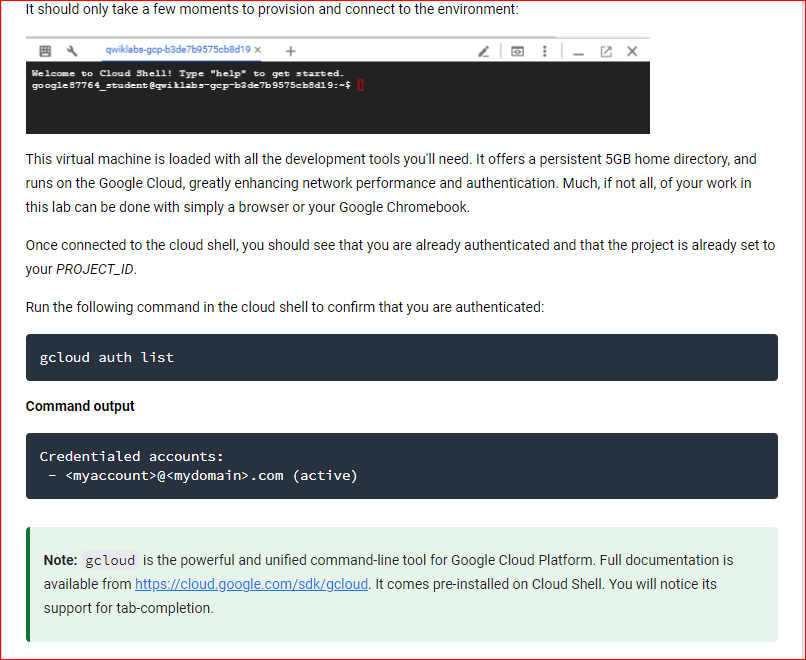 It should only take a few moments to provision and connect to the environment:
qwiklabs-gcp-b3de7b9575cb8d19 × +
Welcome to Cloud Shell! Type "help" to get started.
google87764_student@qwiklabs-gcp-b3de7b9575cb8d19:~$
This virtual machine is loaded with all the development tools you'll need. It offers a persistent 5GB home directory, and
runs on the Google Cloud, greatly enhancing network performance and authentication. Much, if not all, of your work in
this lab can be done with simply a browser or your Google Chromebook.
Once connected to the cloud shell, you should see that you are already authenticated and that the project is already set to
your PROJECT_ID.
Run the following command in the cloud shell to confirm that you are authenticated:
gcloud auth list
Command output
Credentialed accounts:
- <myaccount>@<mydomain>.com (active)
Note: gcloud is the powerful and unified command-line tool for Google Cloud Platform. Full documentation is
available from https://cloud.google.com/sdk/gcloud. It comes pre-installed on Cloud Shell. You will notice its
support for tab-completion.